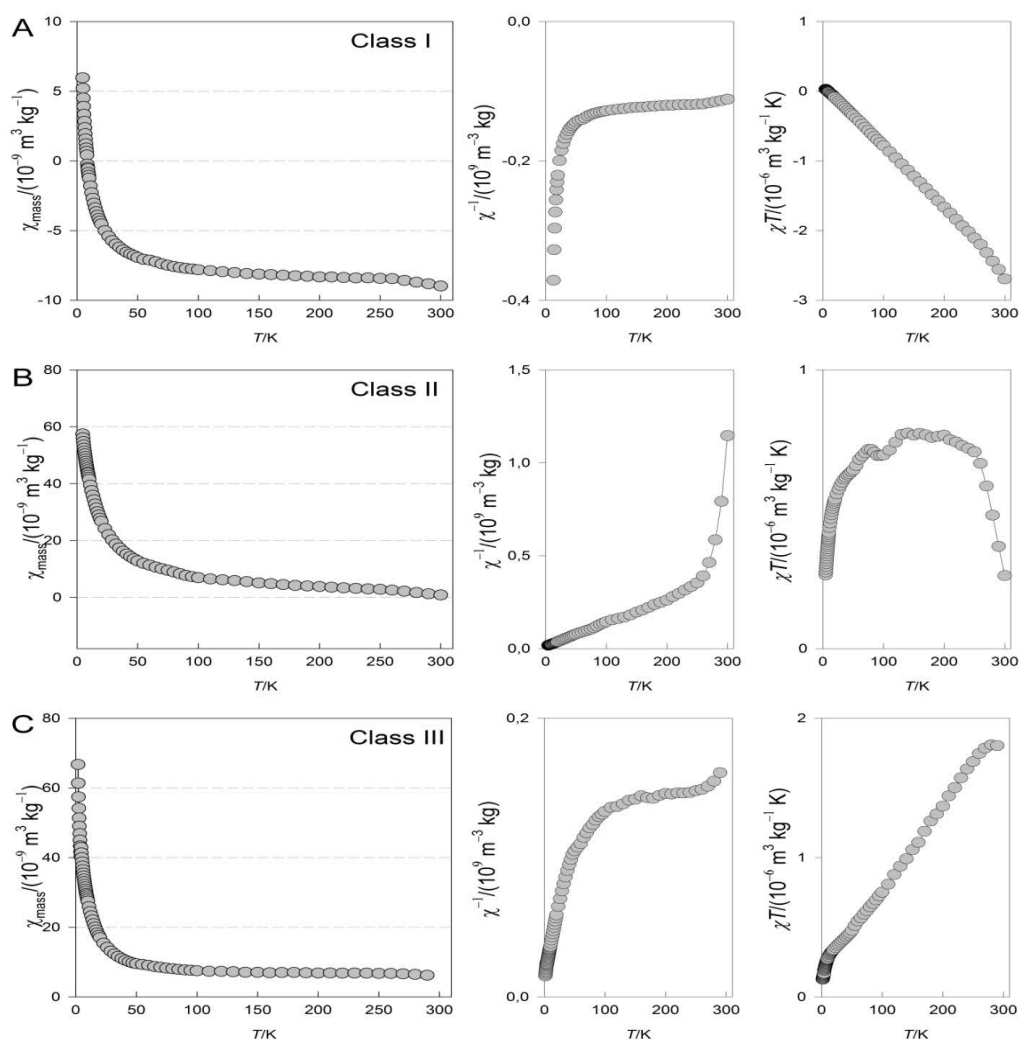 A
Class I
χmass/(10⁻⁹ m³ kg⁻¹)
10
5
0
-5
-10
0 50 100 150 200 250 300
T/K
χ⁻¹/(10⁹ m⁻³ kg)
0,0
-0,2
-0,4
0 100 200 300
T/K
χT/(10⁻⁶ m³ kg⁻¹ K)
0
-1
-2
-3
0 100 200 300
T/K
B
Class II
χmass/(10⁻⁹ m³ kg⁻¹)
80
60
40
20
0
0 50 100 150 200 250 300
T/K
χ⁻¹/(10⁹ m⁻³ kg)
1,5
1,0
0,5
0,0
0 100 200 300
T/K
χT/(10⁻⁶ m³ kg⁻¹ K)
1
0
0 100 200 300
T/K
C
Class III
χmass/(10⁻⁹ m³ kg⁻¹)
80
60
40
20
0
0 50 100 150 200 250 300
T/K
χ⁻¹/(10⁹ m⁻³ kg)
0,2
0,0
0 100 200 300
T/K
χT/(10⁻⁶ m³ kg⁻¹ K)
2
1
0
0 100 200 300
T/K